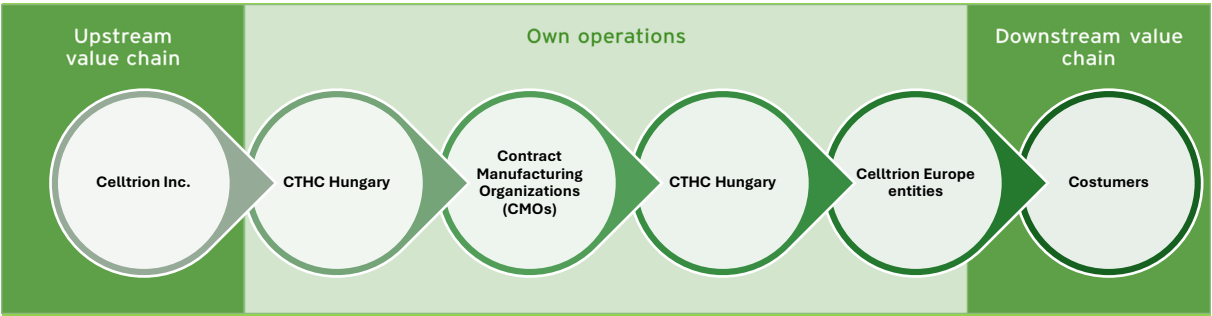 Upstream
value chain
Own operations
Downstream value
chain
Celltrion Inc.
CTHC Hungary
Contract
Manufacturing
Organizations
(CMOs)
CTHC Hungary
Celltrion Europe
entities
Costumers